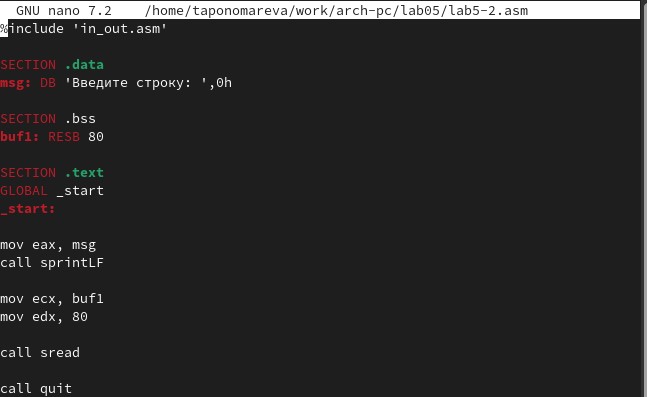 GNU nano 7.2 /home/taponomareva/work/arch-pc/lab05/lab5-2.asm
%include 'in_out.asm'
SECTION .data
msg: DB 'Введите строку: ',0h
SECTION .bss
buf1: RESB 80
SECTION .text
GLOBAL _start
_start:
mov eax, msg
call sprintLF
mov ecx, buf1
mov edx, 80
call sread
call quit